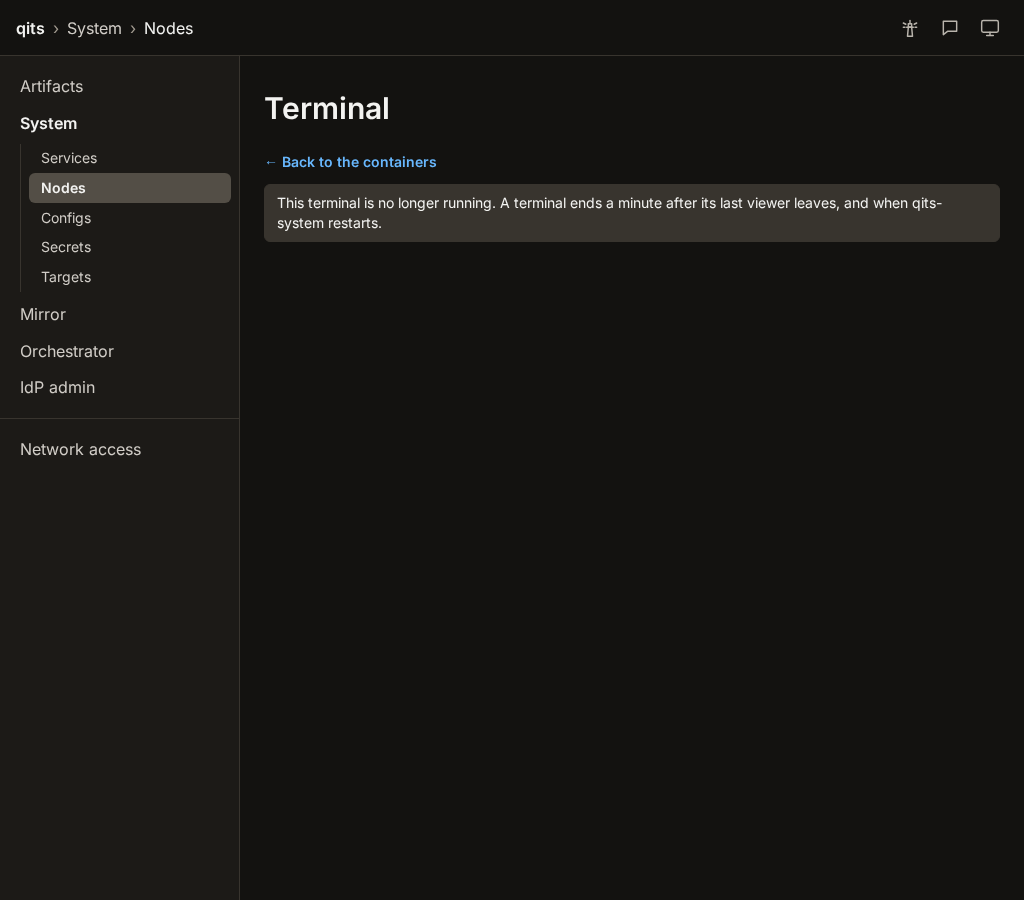 qits › System › Nodes
Artifacts
System
Services
Nodes
Configs
Secrets
Targets
Mirror
Orchestrator
IdP admin
Network access
Terminal
← Back to the containers
This terminal is no longer running. A terminal ends a minute after its last viewer leaves, and when qits-
system restarts.